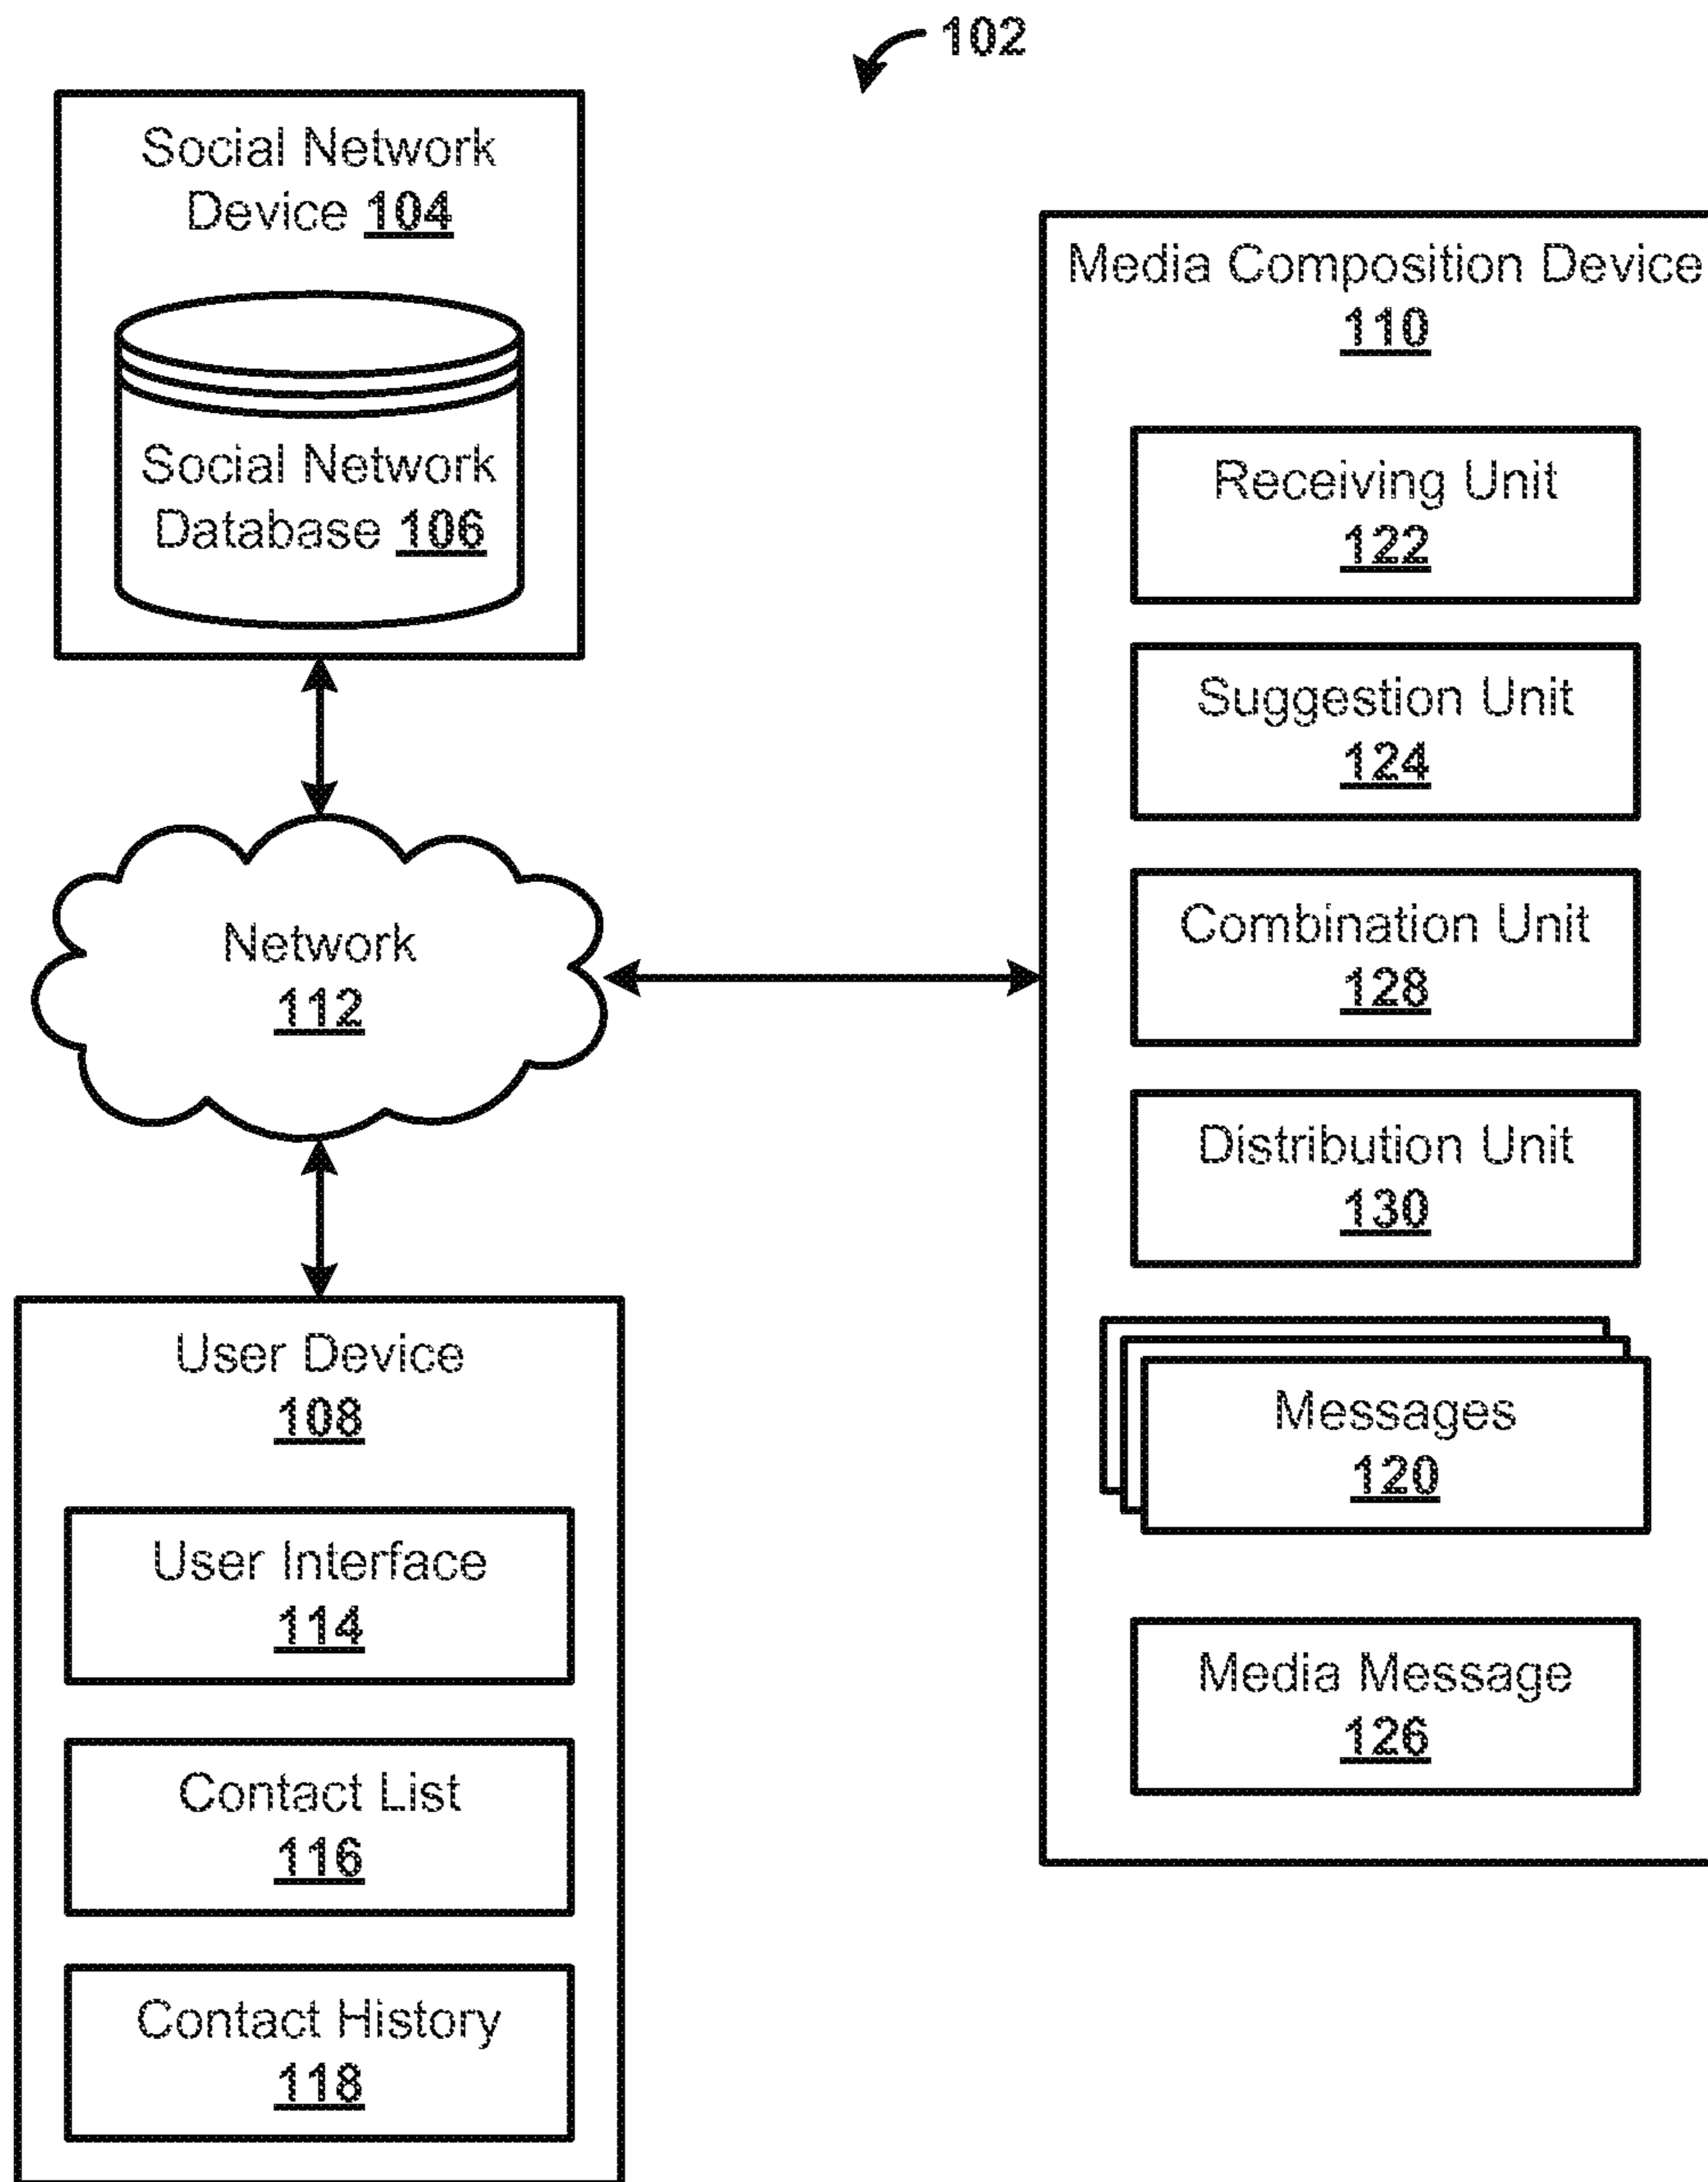 102
Social Network
Device 104
Social Network
Database 106
Network
112
User Device
108
User Interface
114
Contact List
116
Contact History
118
Media Composition Device
110
Receiving Unit
122
Suggestion Unit
124
Combination Unit
128
Distribution Unit
130
Messages
120
Media Message
126